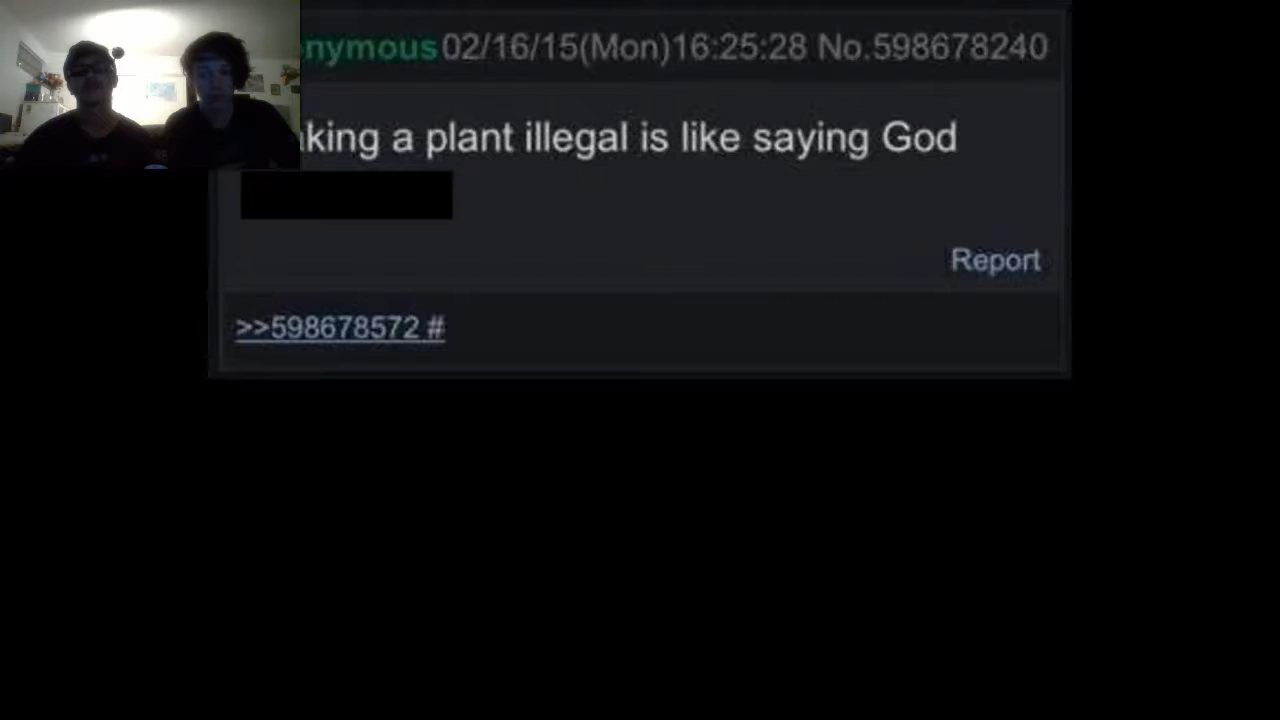 nymous 02/16/15(Mon)16:25:28 No.598678240
king a plant illegal is like saying God
Report
>>598678572 #